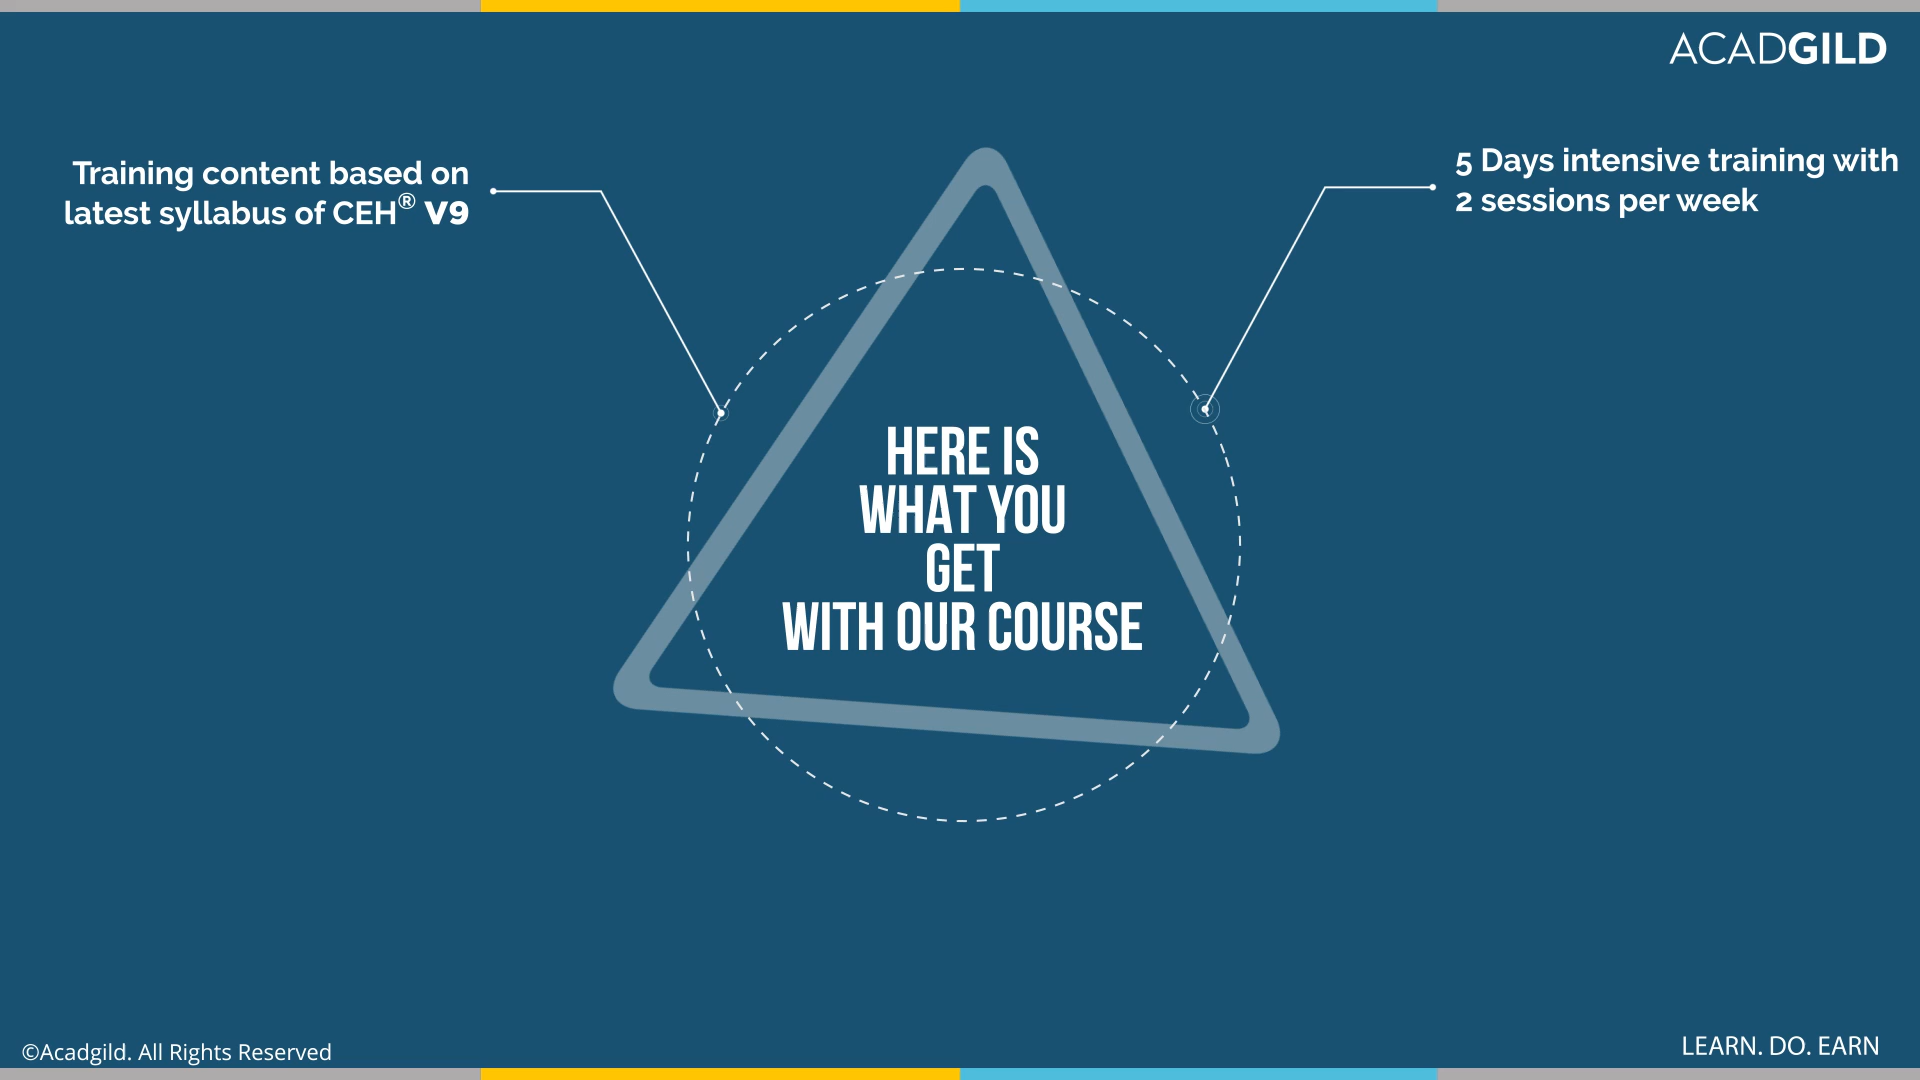 ACADGILD
Training content based on
latest syllabus of CEH® V9
5 Days intensive training with
2 sessions per week
HERE IS
WHAT YOU
GET
WITH OUR COURSE
©Acadgild. All Rights Reserved
LEARN. DO. EARN